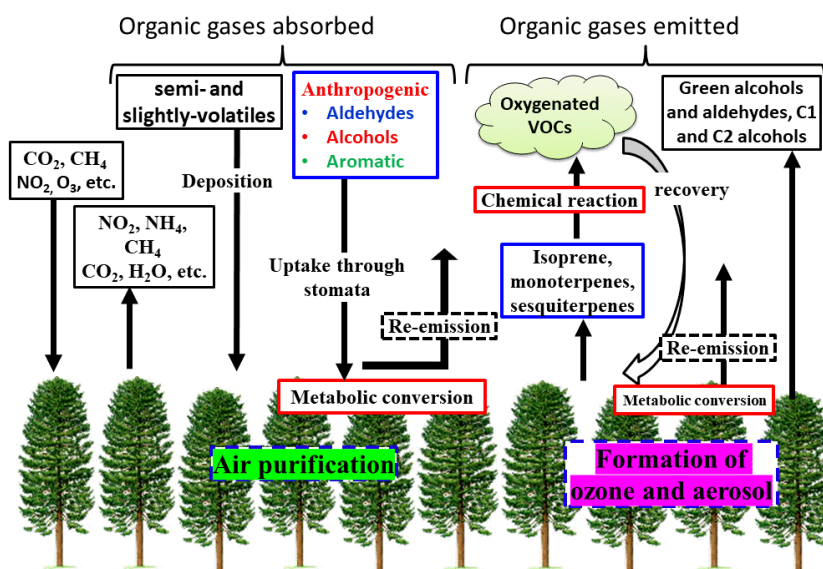 Organic gases absorbed
Organic gases emitted
semi- and
slightly-volatiles
Anthropogenic
• Aldehydes
• Alcohols
• Aromatic
Oxygenated
VOCs
Green alcohols
and aldehydes, C1
and C2 alcohols
CO₂, CH₄
NO₂, O₃, etc.
Deposition
Chemical reaction
recovery
NO₂, NH₄,
CH₄
CO₂, H₂O, etc.
Uptake through
stomata
Isoprene,
monoterpenes,
sesquiterpenes
Re-emission
Re-emission
Metabolic conversion
Metabolic conversion
Air purification
Formation of
ozone and aerosol